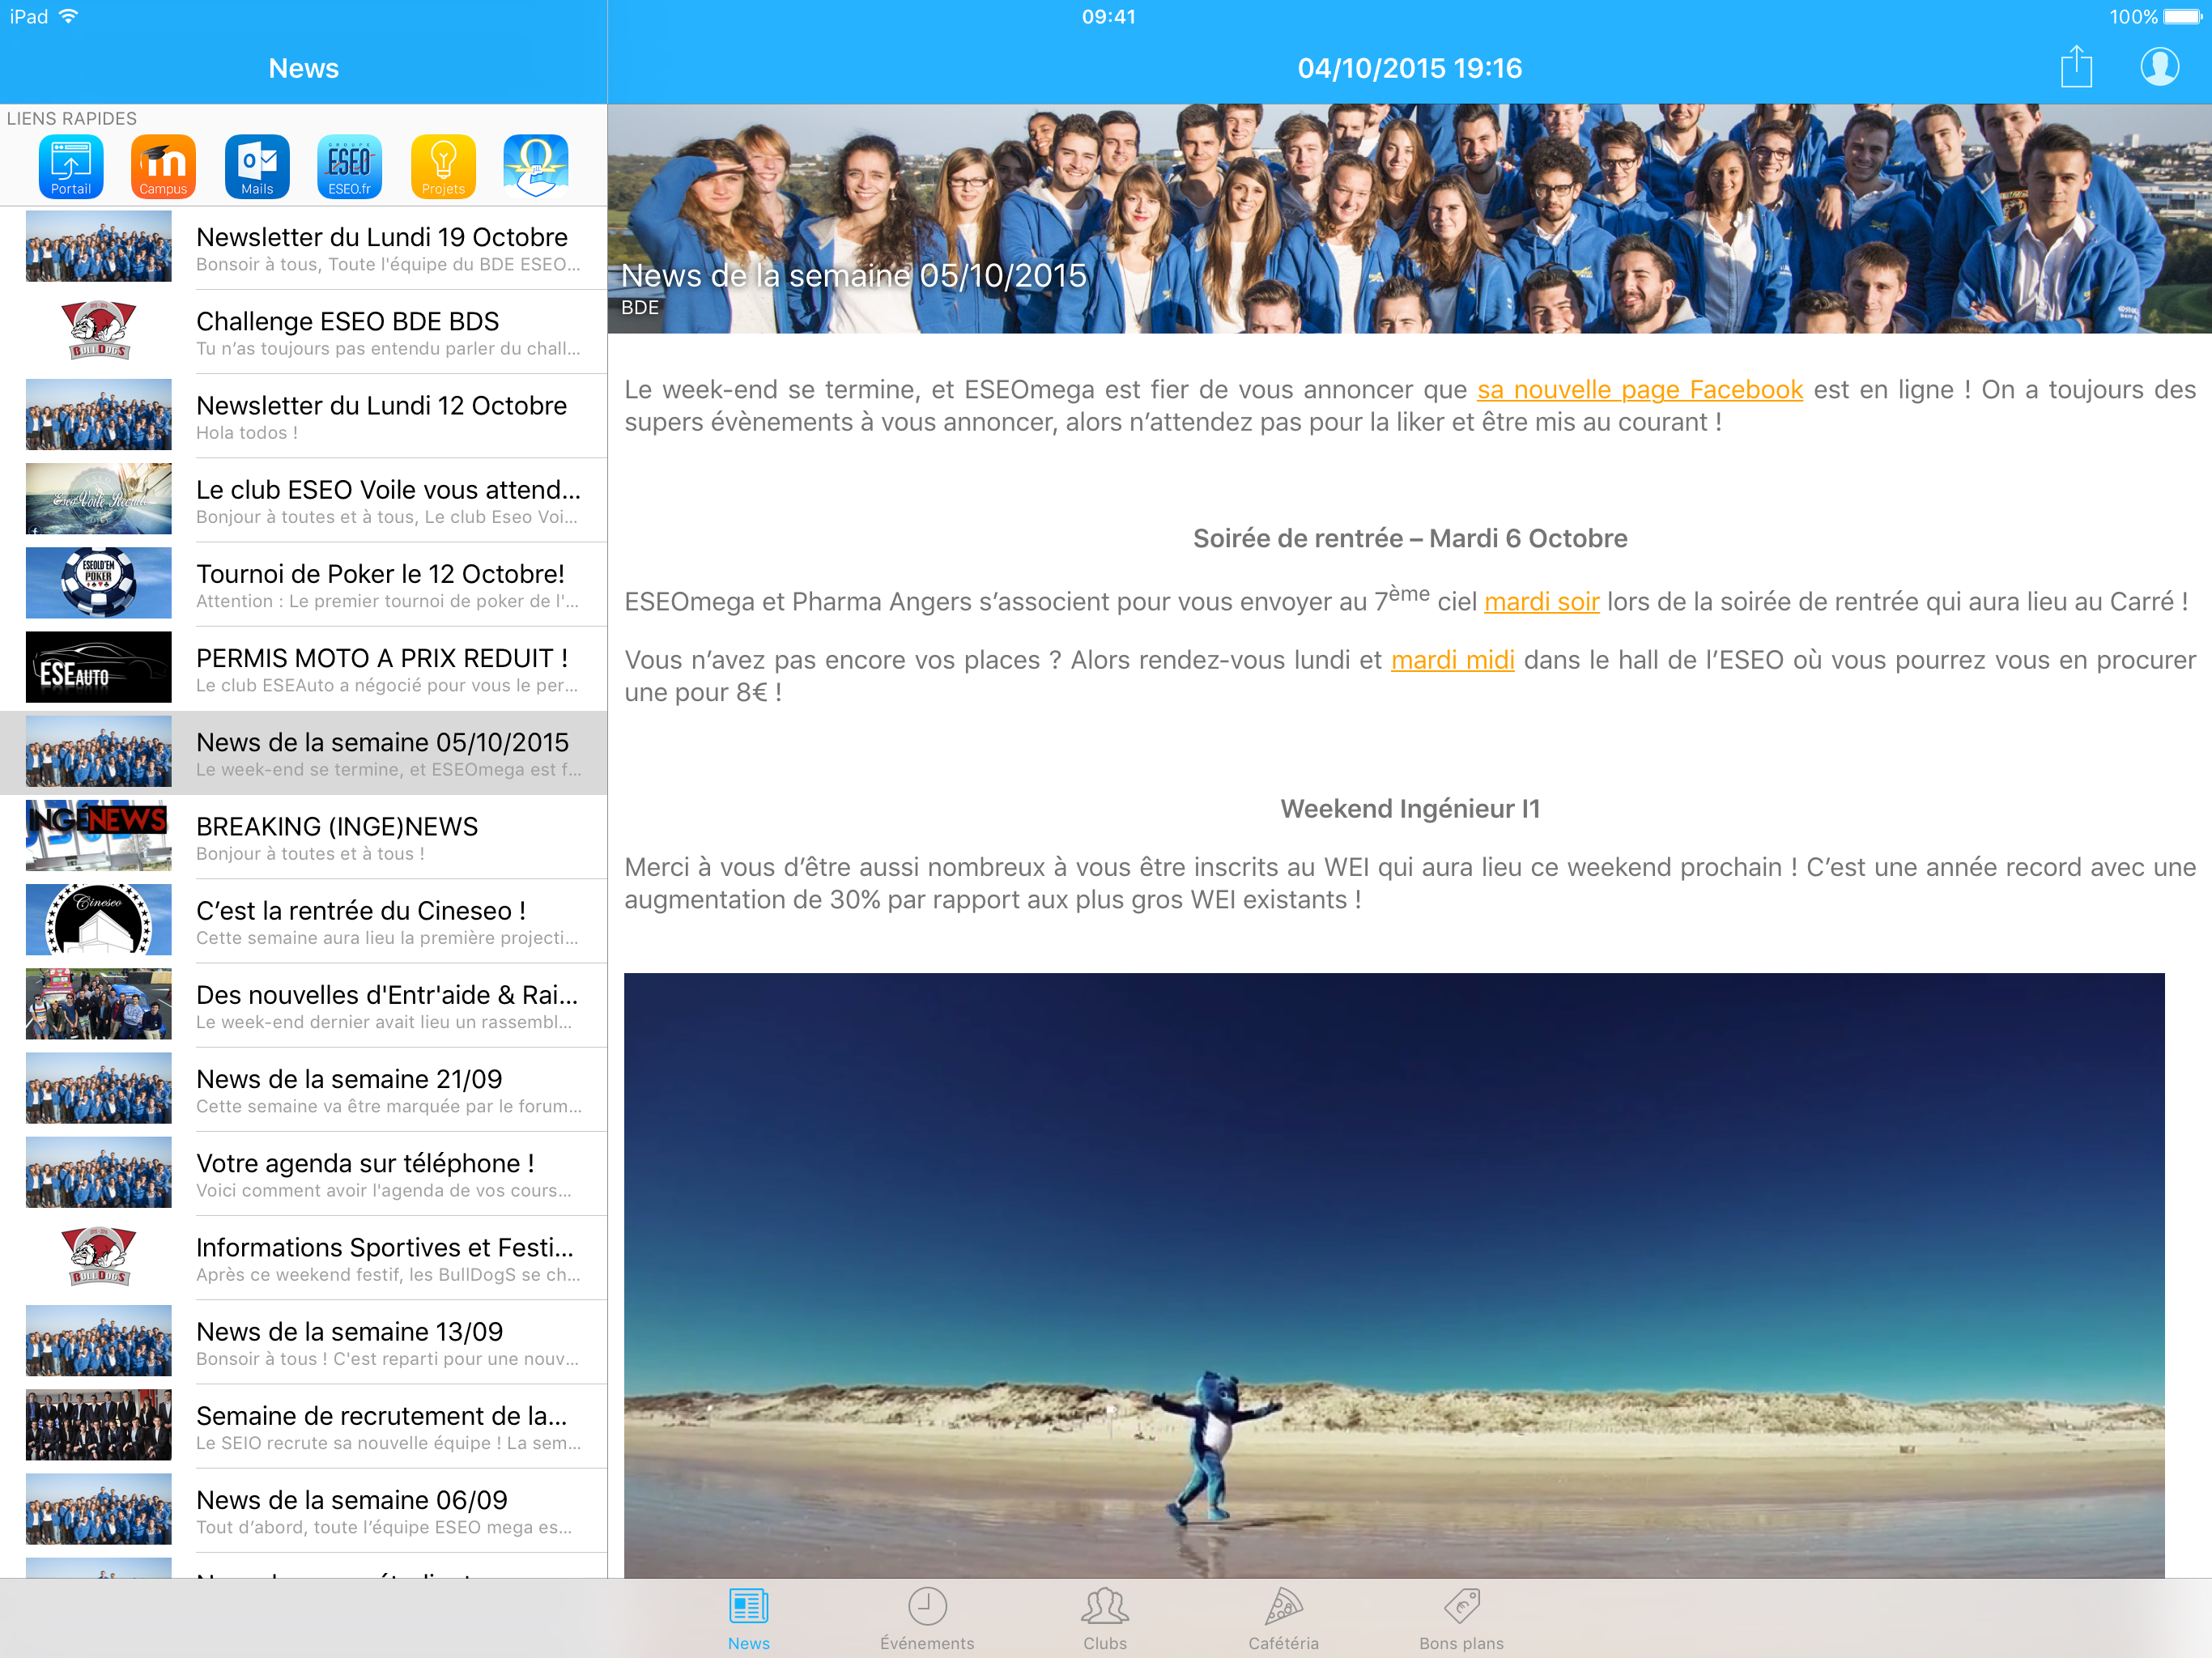 iPad
09:41
100%
News
04/10/2015 19:16
LIENS RAPIDES
Portail
Campus
Mails
GROUPE
ESEO
ESEO.fr
Projets
Newsletter du Lundi 19 Octobre
Bonsoir à tous, Toute l'équipe du BDE ESEO...
BULLDOGS
Challenge ESEO BDE BDS
Tu n’as toujours pas entendu parler du chall...
Newsletter du Lundi 12 Octobre
Hola todos !
Le club ESEO Voile vous attend...
Bonjour à toutes et à tous, Le club Eseo Voi...
ESEOLD'EM
POKER
Tournoi de Poker le 12 Octobre!
Attention : Le premier tournoi de poker de l'...
ESEAUTO
PERMIS MOTO A PRIX REDUIT !
Le club ESEAuto a négocié pour vous le per...
News de la semaine 05/10/2015
Le week-end se termine, et ESEOmega est f...
INGENEWS
BREAKING (INGE)NEWS
Bonjour à toutes et à tous !
Cineseo
C’est la rentrée du Cineseo !
Cette semaine aura lieu la première projecti...
Des nouvelles d'Entr'aide & Rai...
Le week-end dernier avait lieu un rassembl...
News de la semaine 21/09
Cette semaine va être marquée par le forum...
Votre agenda sur téléphone !
Voici comment avoir l'agenda de vos cours...
BULLDOGS
Informations Sportives et Festi...
Après ce weekend festif, les BullDogS se ch...
News de la semaine 13/09
Bonsoir à tous ! C'est reparti pour une nouv...
Semaine de recrutement de la...
Le SEIO recrute sa nouvelle équipe ! La sem...
News de la semaine 06/09
Tout d’abord, toute l’équipe ESEO mega es...
News de la semaine 05/10/2015
BDE
Le week-end se termine, et ESEOmega est fier de vous annoncer que sa nouvelle page Facebook est en ligne ! On a toujours des
supers évènements à vous annoncer, alors n’attendez pas pour la liker et être mis au courant !
Soirée de rentrée – Mardi 6 Octobre
ESEOmega et Pharma Angers s’associent pour vous envoyer au 7ème ciel mardi soir lors de la soirée de rentrée qui aura lieu au Carré !
Vous n’avez pas encore vos places ? Alors rendez-vous lundi et mardi midi dans le hall de l’ESEO où vous pourrez vous en procurer
une pour 8€ !
Weekend Ingénieur I1
Merci à vous d’être aussi nombreux à vous être inscrits au WEI qui aura lieu ce weekend prochain ! C’est une année record avec une
augmentation de 30% par rapport aux plus gros WEI existants !
News
Événements
Clubs
Cafétéria
Bons plans